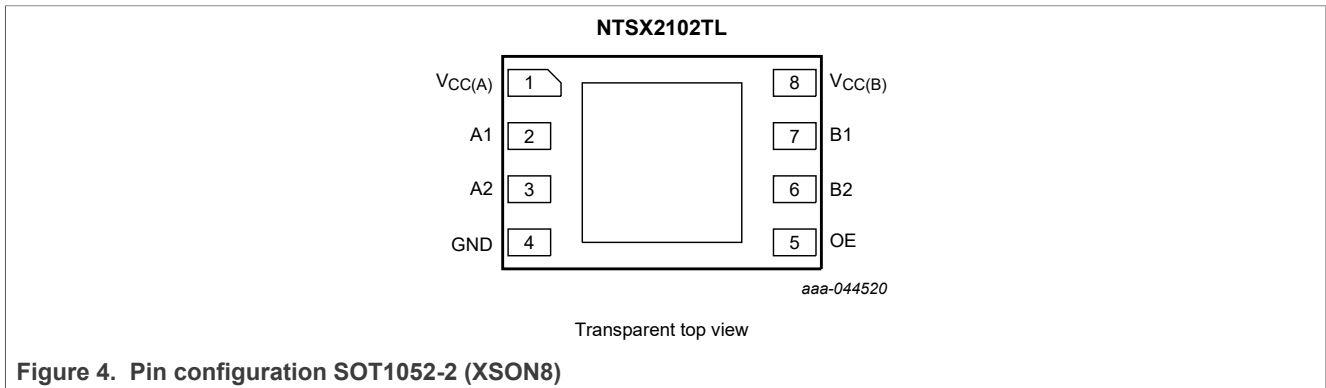 NTSX2102TL
VCC(A) 1 8 VCC(B)
A1 2 7 B1
A2 3 6 B2
GND 4 5 OE
aaa-044520
Transparent top view
Figure 4. Pin configuration SOT1052-2 (XSON8)